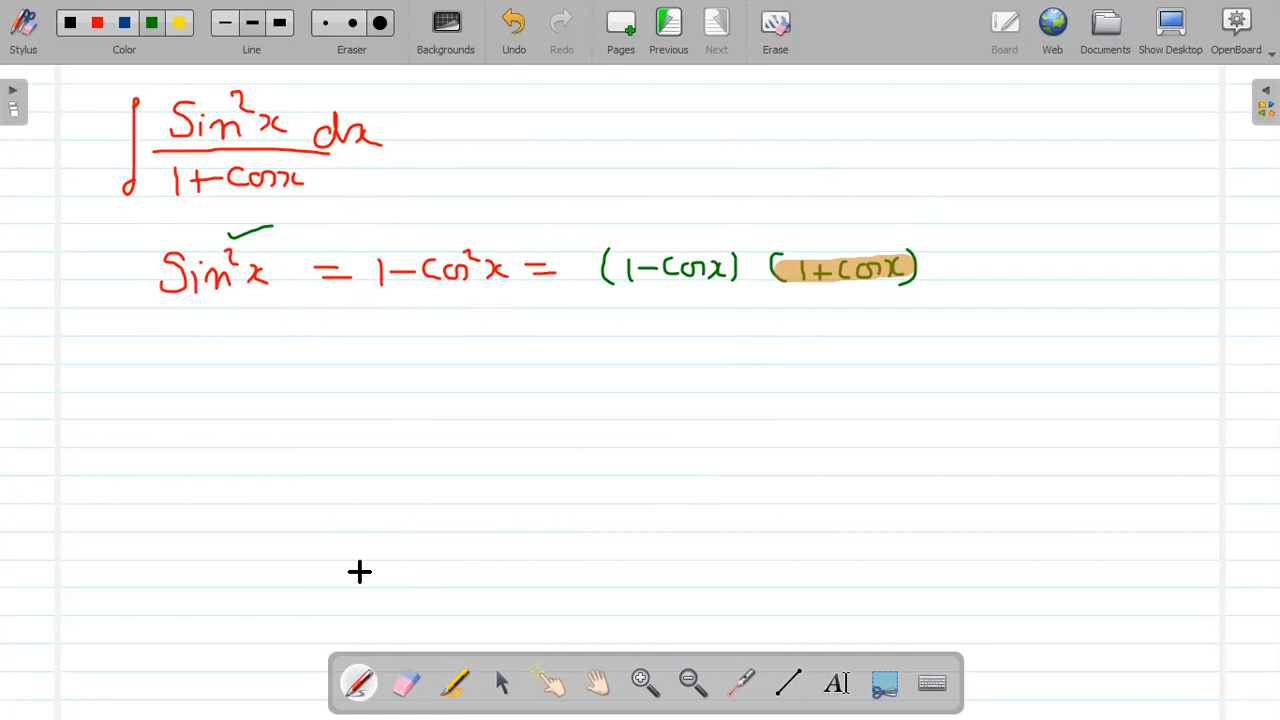 Stylus Color Line Eraser Backgrounds Undo Redo Pages Previous Next Erase Board Web Documents Show Desktop OpenBoard
∫ Sin²x / 1+Cosx dx
Sin²x = 1-Cos²x = (1-Cosx) (1+Cosx)
AI